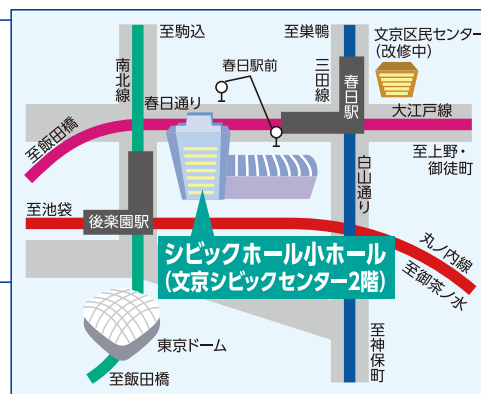 至駒込
至巣鴨
文京区民センター
(改修中)
南北線
春日駅前
三田線
春日駅
春日通り
大江戸線
至飯田橋
至上野・
御徒町
白山通り
至池袋
後楽園駅
シビックホール小ホール
(文京シビックセンター2階)
丸ノ内線
至御茶ノ水
東京ドーム
至飯田橋
至神保町